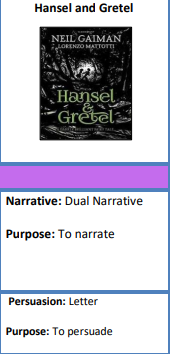 Hansel and Gretel
NEIL GAIMAN
LORENZO MATTOTTI
Hansel
&
Gretel
Narrative: Dual Narrative
Purpose: To narrate
Persuasion: Letter
Purpose: To persuade